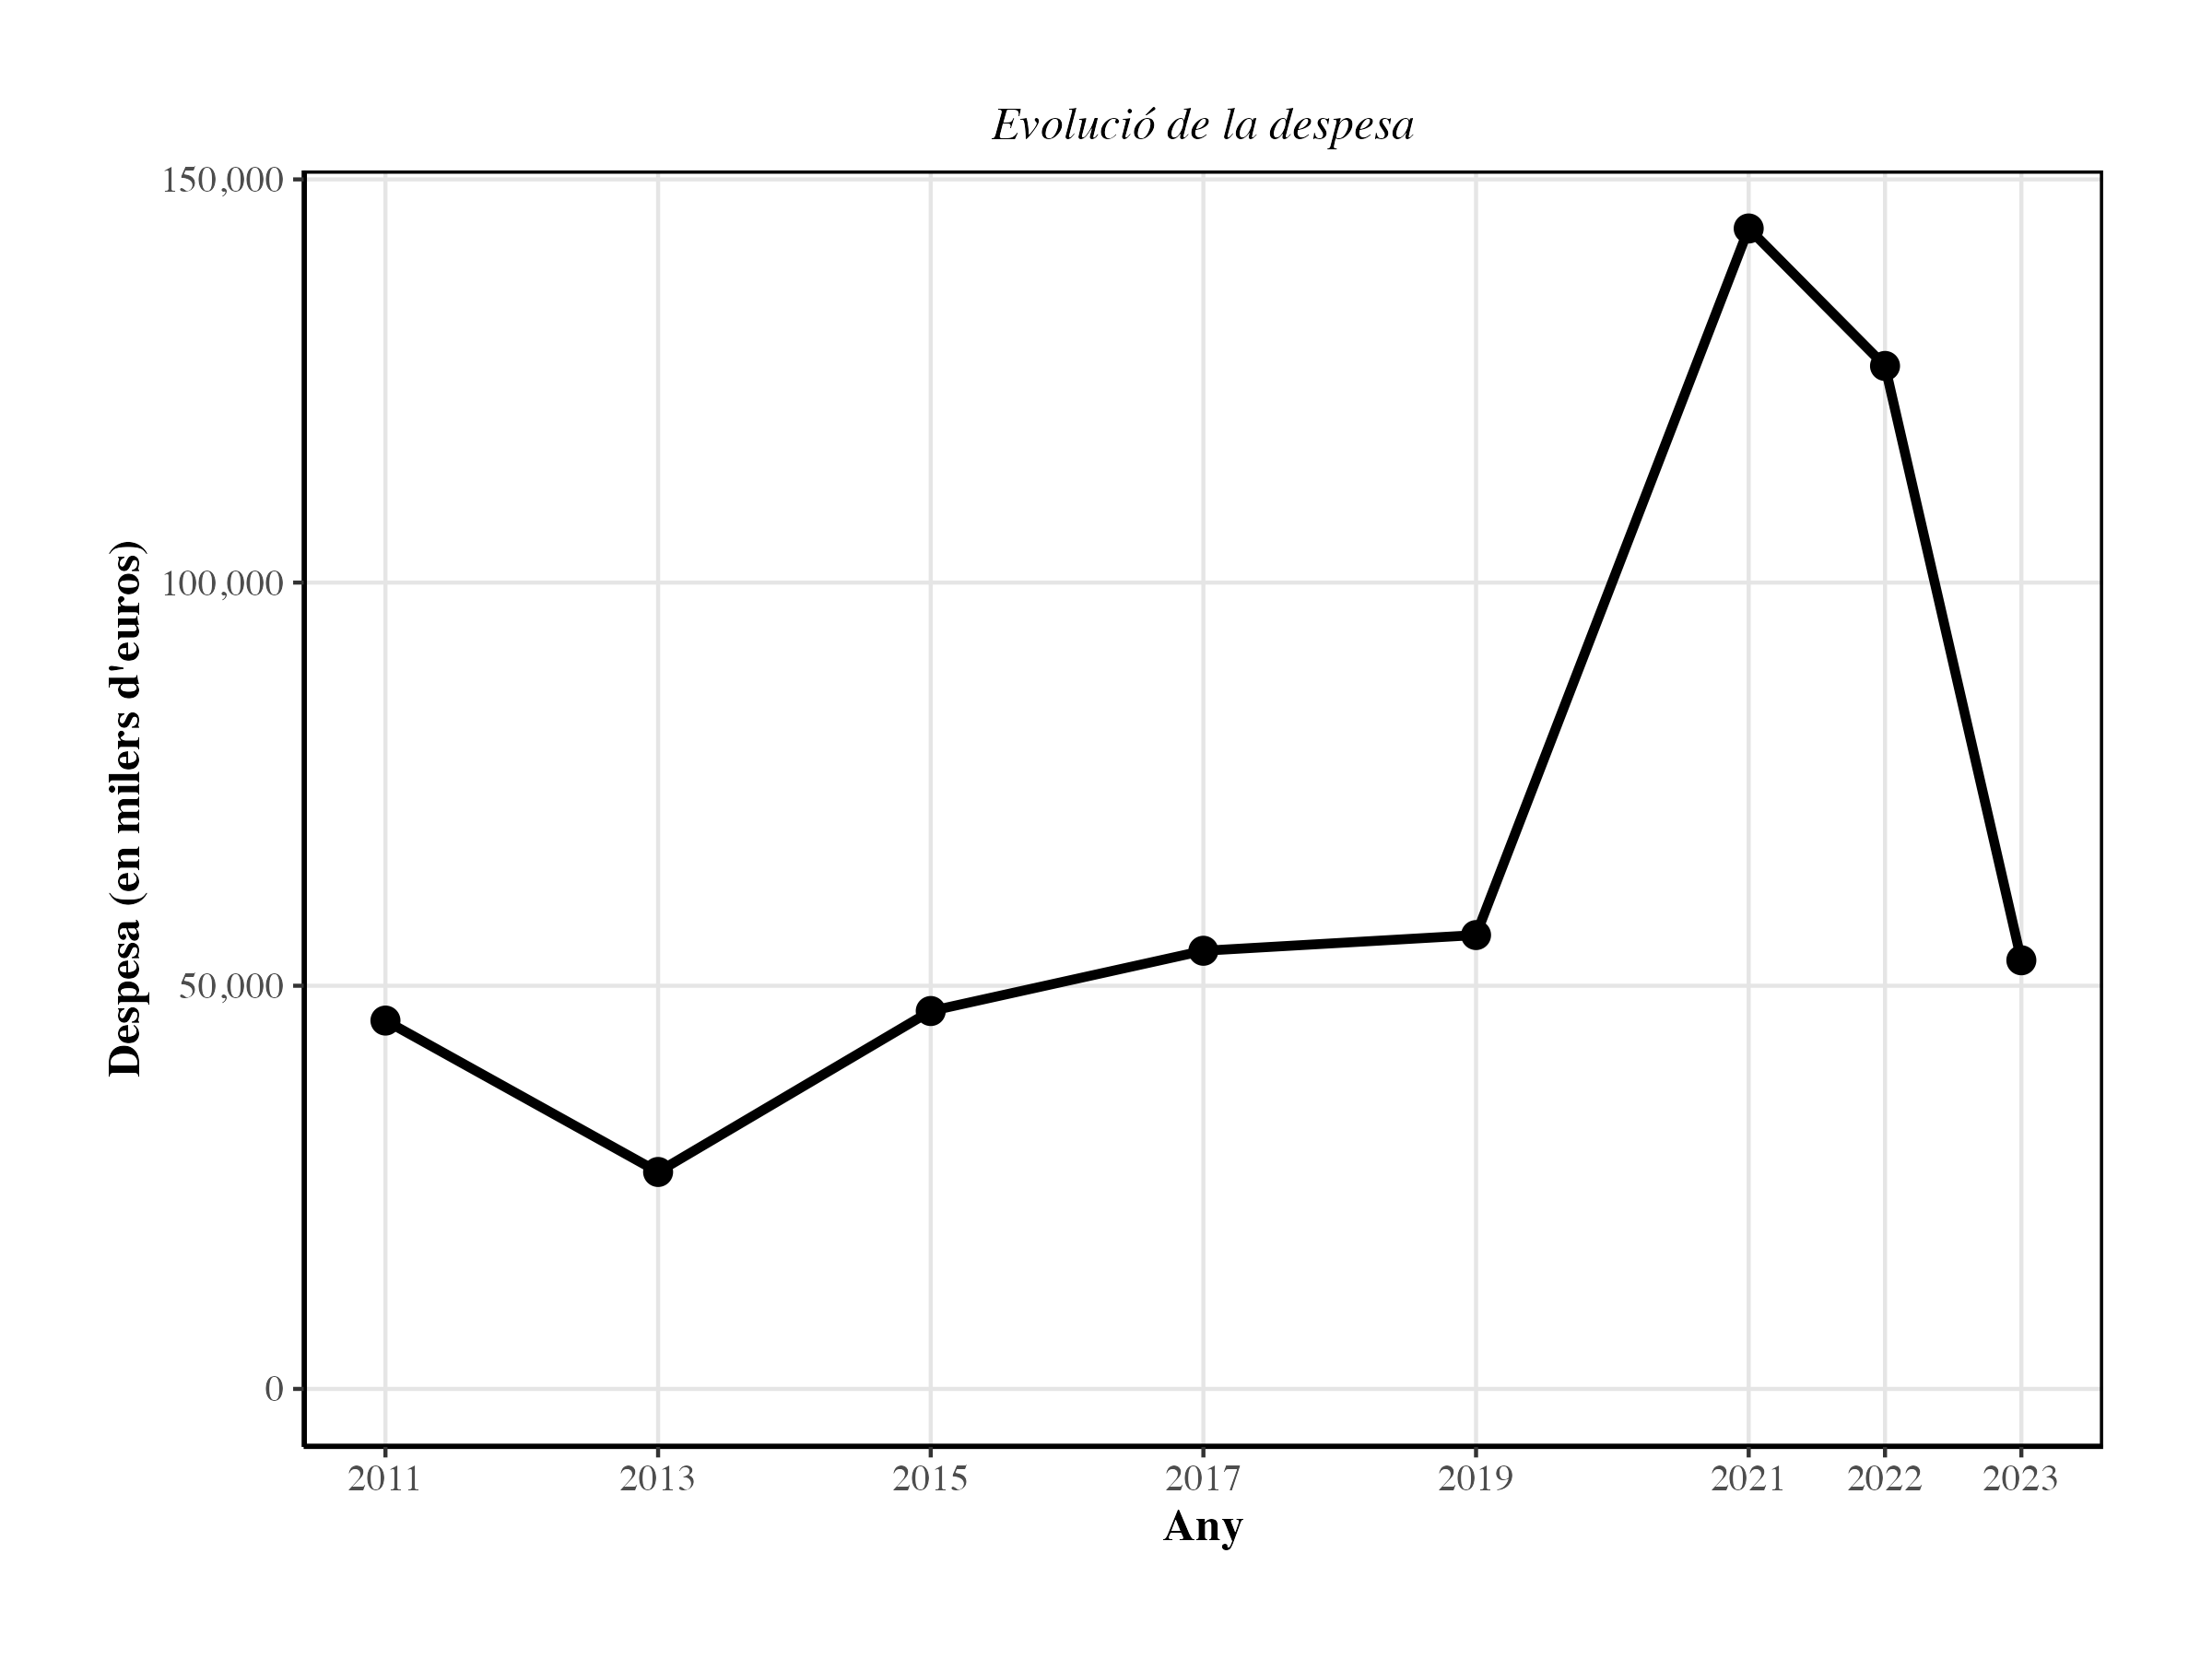 Evolució de la despesa
150,000
100,000
50,000
0
Despesa (en milers d'euros)
2011 2013 2015 2017 2019 2021 2022 2023
Any